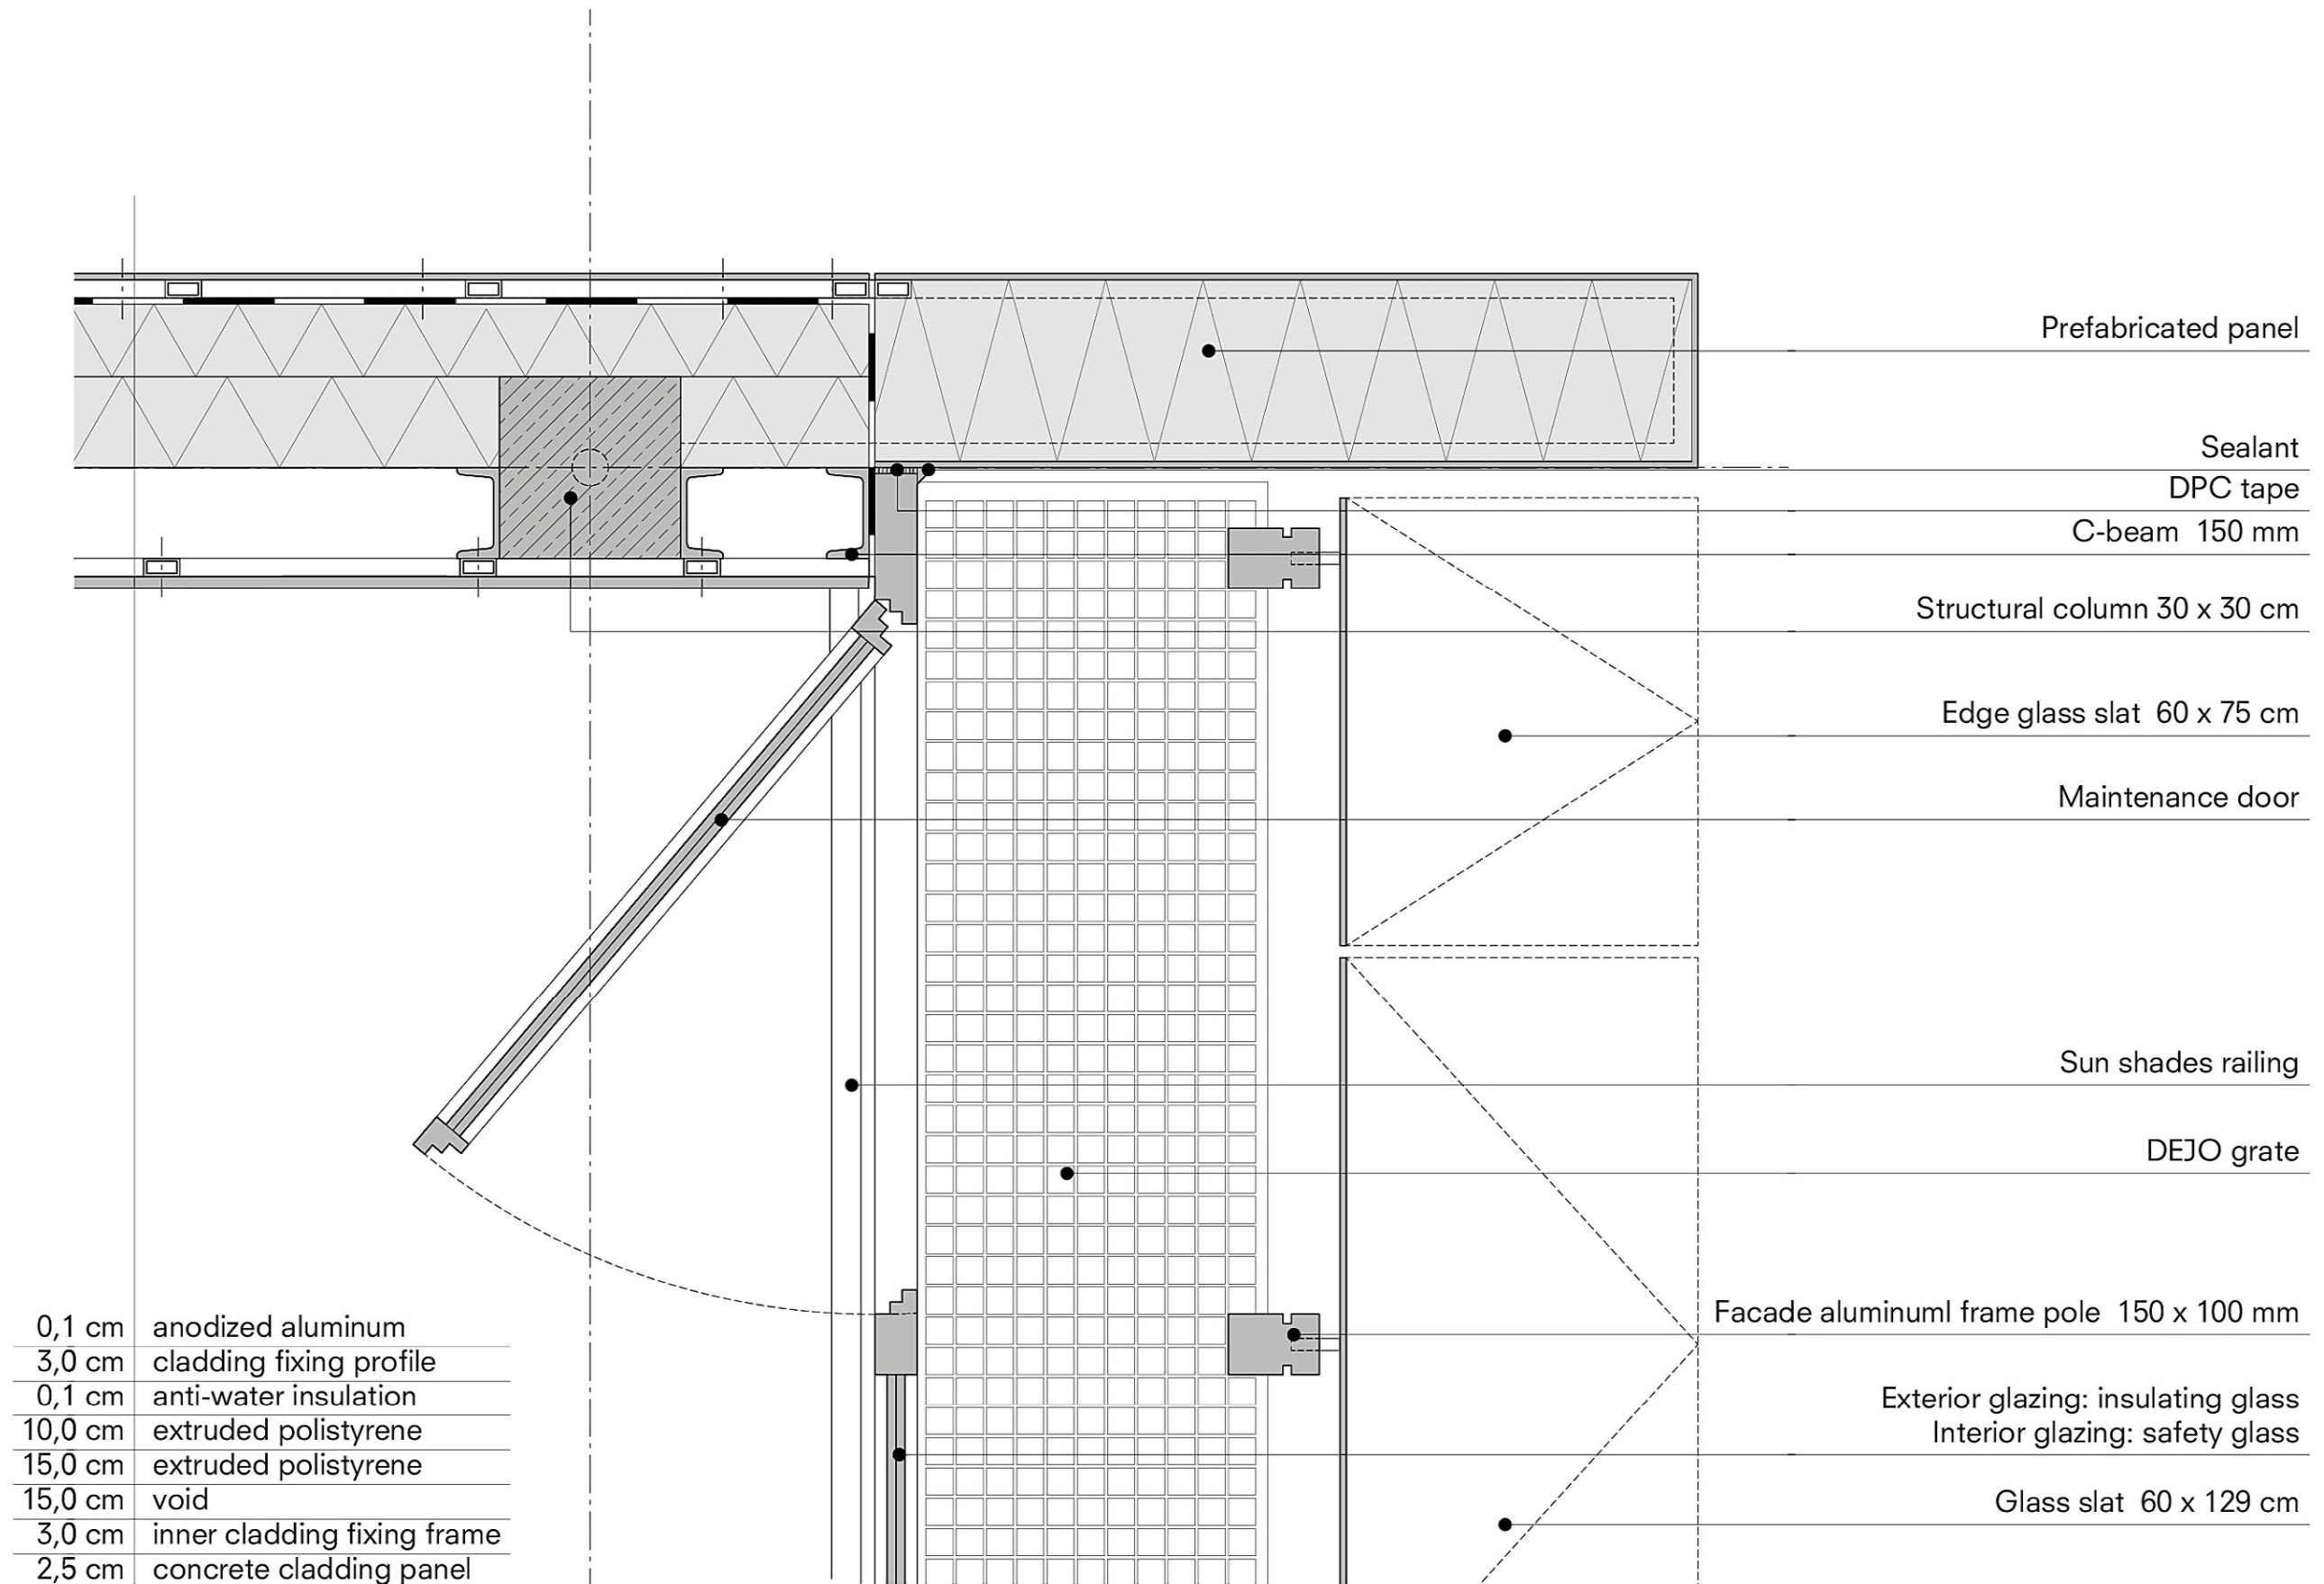 Prefabricated panel
Sealant
DPC tape
C-beam 150 mm
Structural column 30 x 30 cm
Edge glass slat 60 x 75 cm
Maintenance door
Sun shades railing
DEJO grate
Facade aluminuml frame pole 150 x 100 mm
Exterior glazing: insulating glass
Interior glazing: safety glass
Glass slat 60 x 129 cm
0,1 cm anodized aluminum
3,0 cm cladding fixing profile
0,1 cm anti-water insulation
10,0 cm extruded polistyrene
15,0 cm extruded polistyrene
15,0 cm void
3,0 cm inner cladding fixing frame
2,5 cm concrete cladding panel